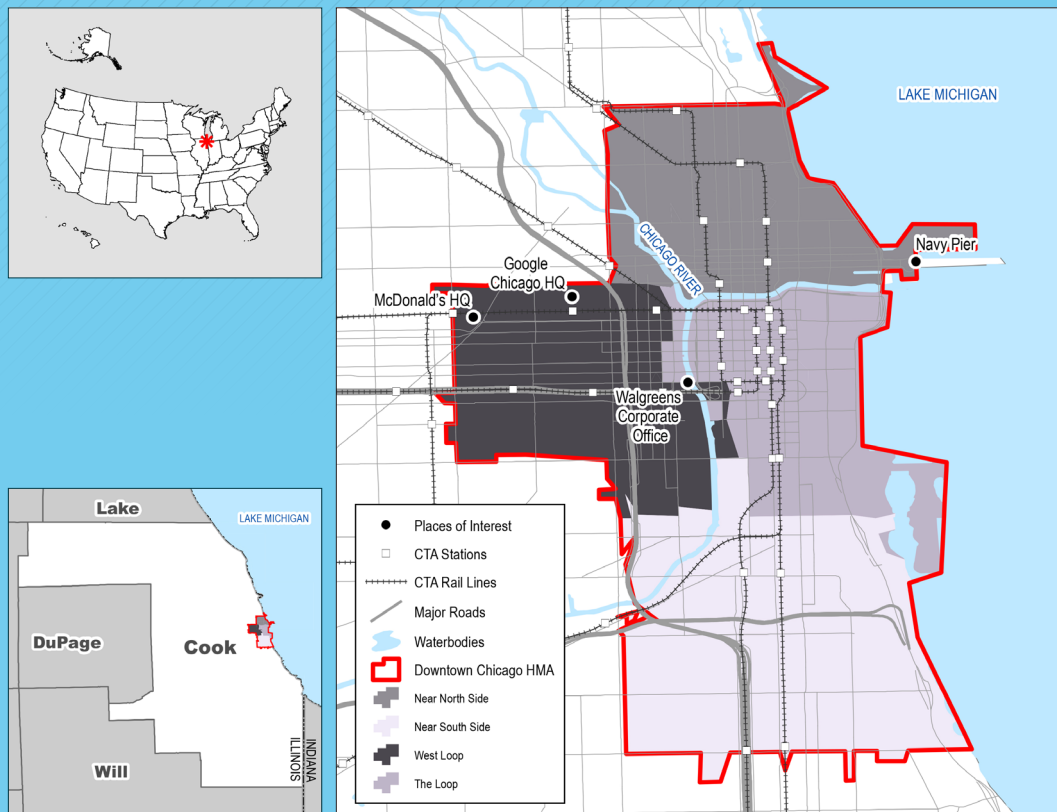 LAKE MICHIGAN
CHICAGO RIVER
Navy Pier
Google
Chicago HQ
McDonald's HQ
Walgreens
Corporate
Office
Places of Interest
CTA Stations
CTA Rail Lines
Major Roads
Waterbodies
Downtown Chicago HMA
Near North Side
Near South Side
West Loop
The Loop
Lake
LAKE MICHIGAN
DuPage
Cook
Will
ILLINOIS
INDIANA